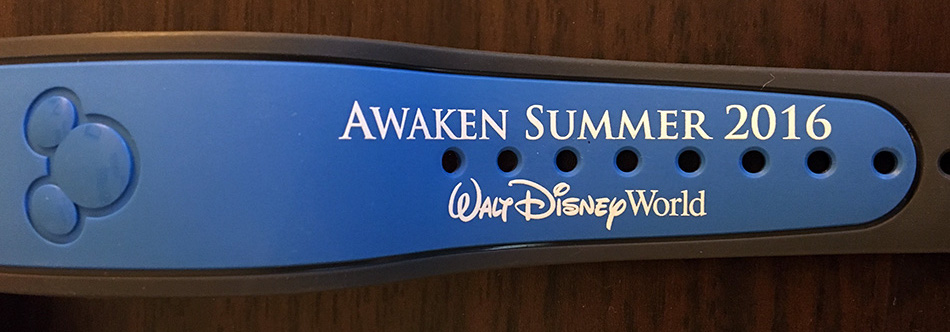 AWAKEN SUMMER 2016
WALT DISNEY World